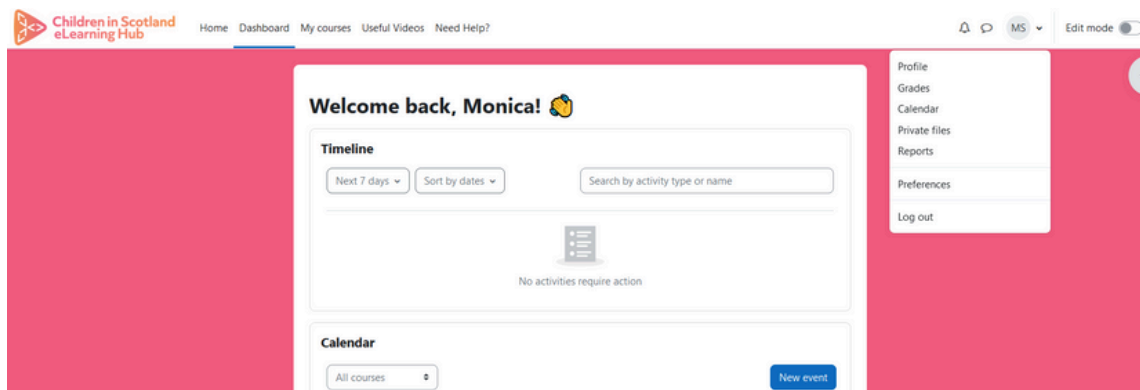 Children in Scotland
eLearning Hub
Home Dashboard My courses Useful Videos Need Help?
MS Edit mode
Profile
Grades
Calendar
Private files
Reports
Preferences
Log out
Welcome back, Monica! 👋
Timeline
Next 7 days Sort by dates Search by activity type or name
No activities require action
Calendar
All courses New event